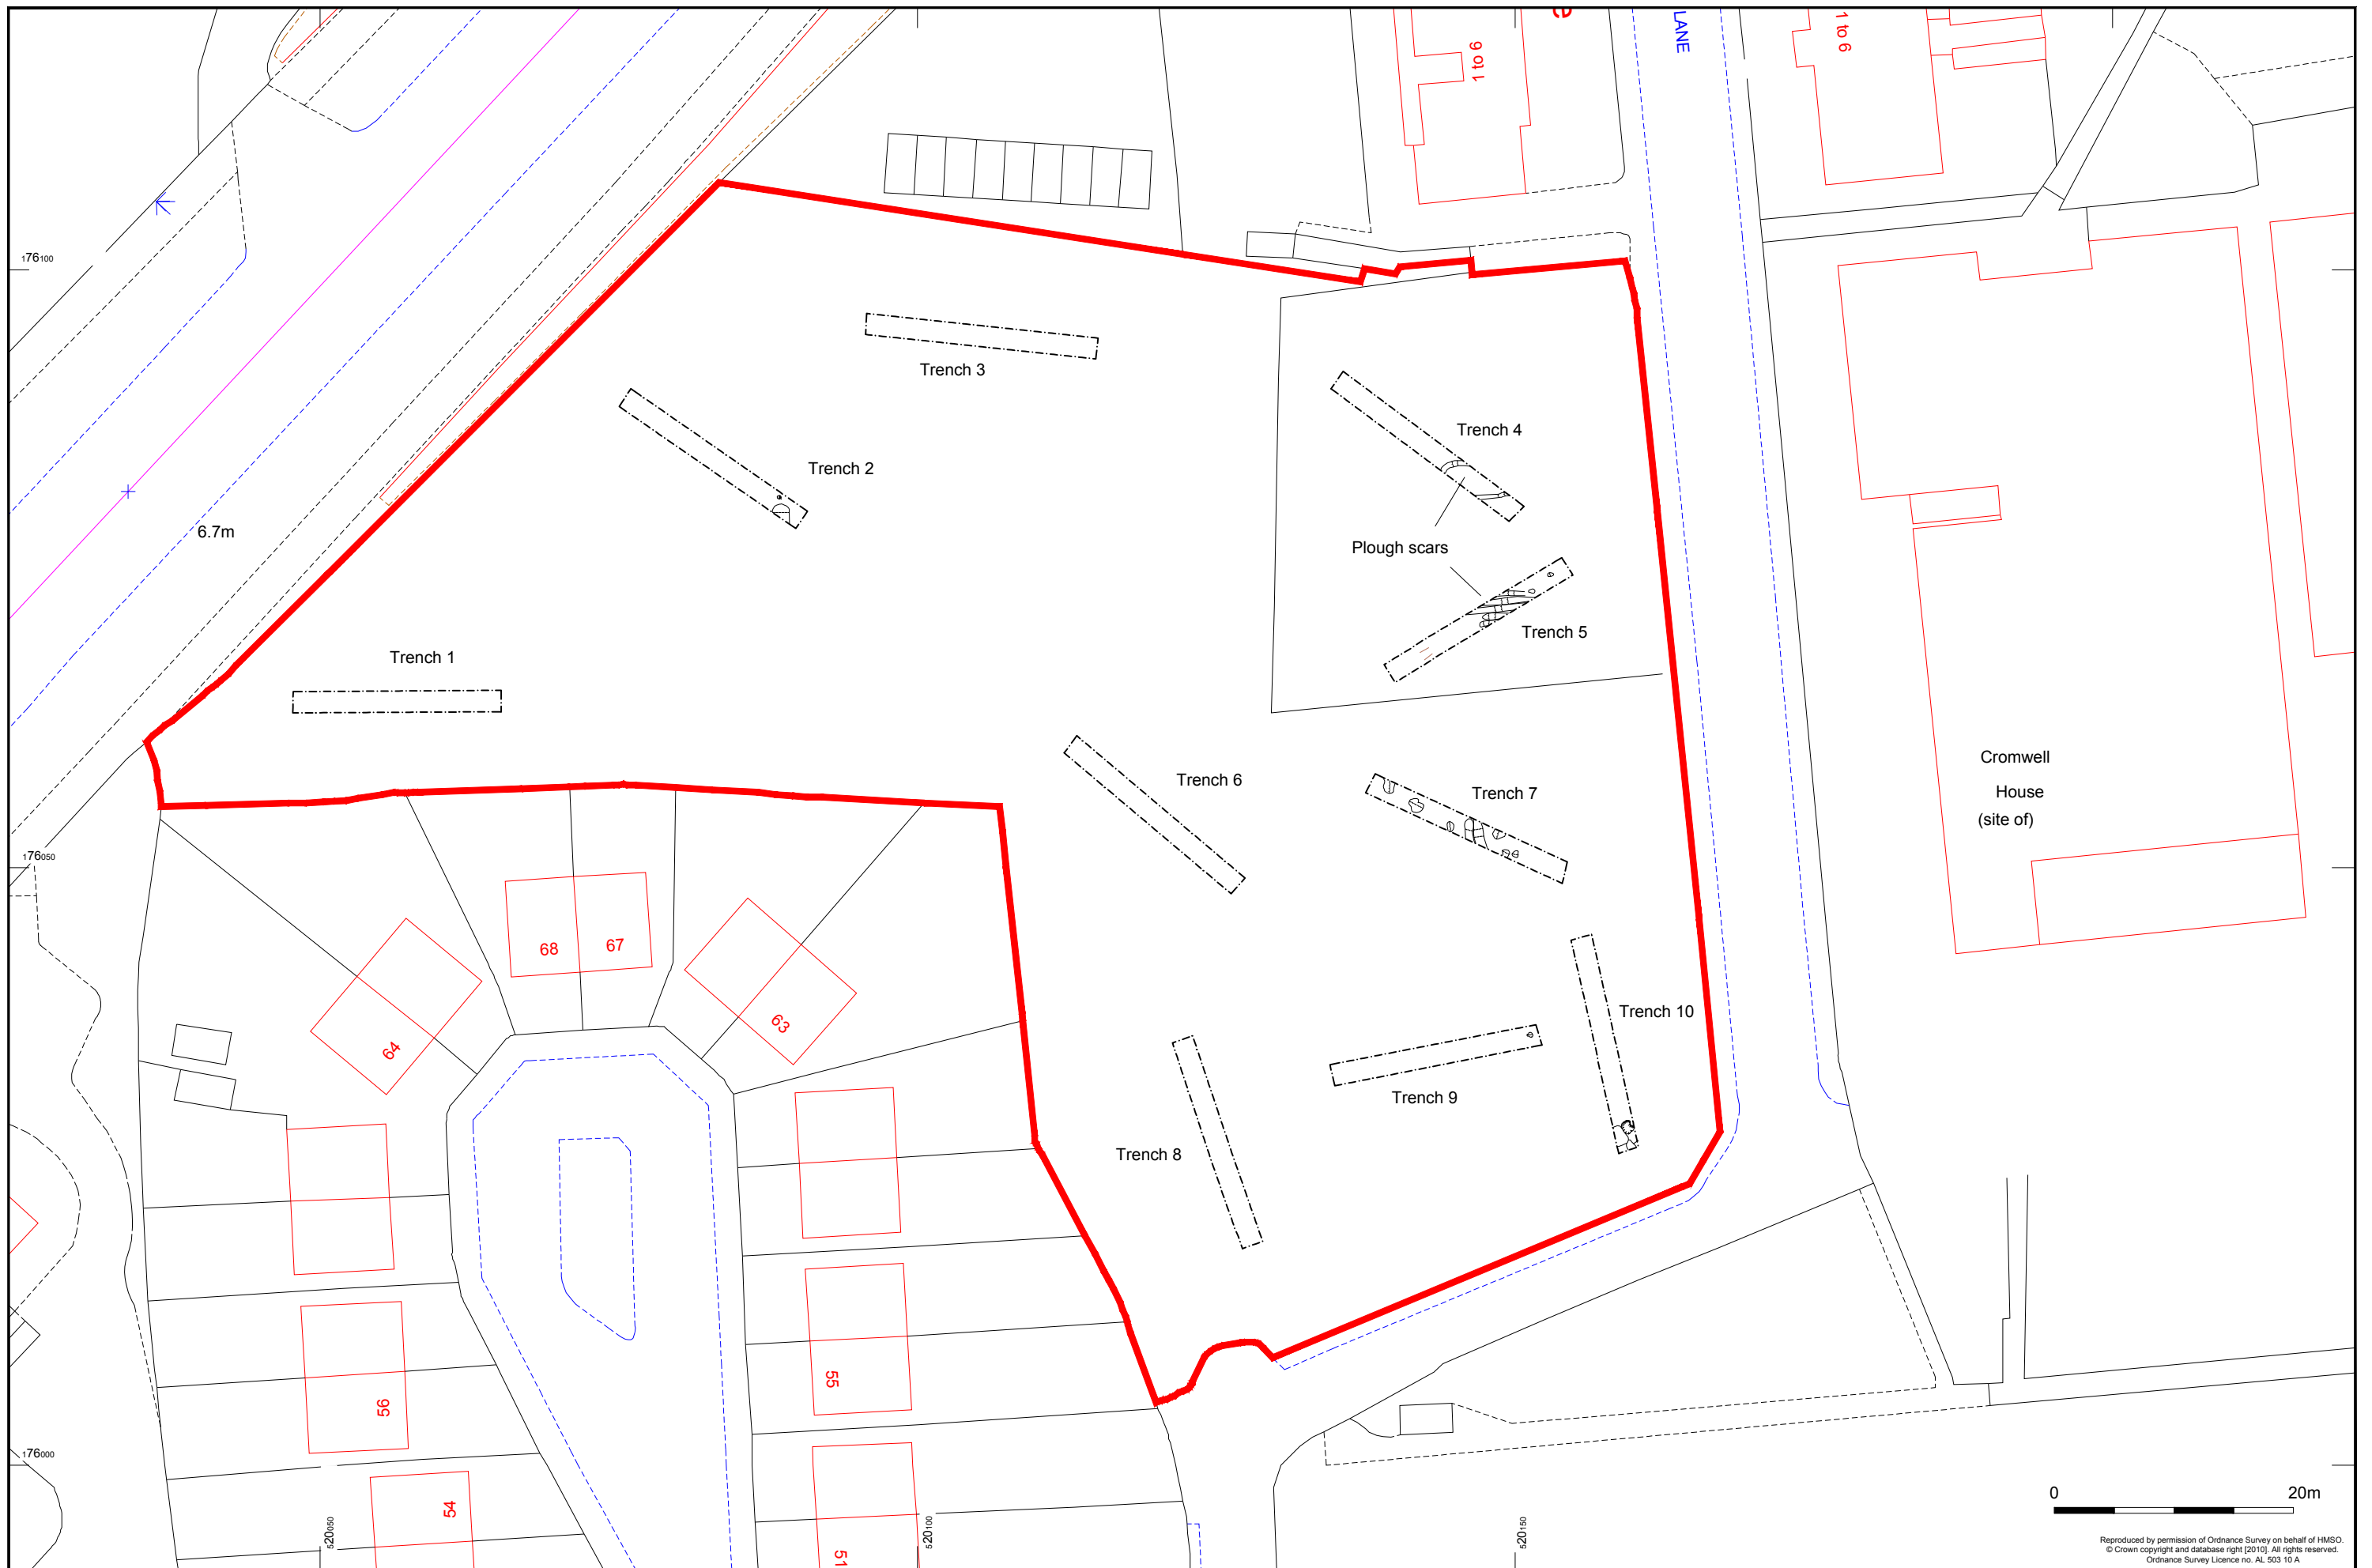 LANE
1 to 6
1 to 6
176100
Trench 3
Trench 4
Trench 2
6.7m
Plough scars
Trench 5
Trench 1
Cromwell
House
(site of)
Trench 6
Trench 7
176050
68
67
63
64
Trench 10
Trench 9
Trench 8
55
56
54
51
176000
520050
520100
520150
0
20m
Reproduced by permission of Ordnance Survey on behalf of HMSO.
© Crown copyright and database right [2010]. All rights reserved.
Ordnance Survey Licence no. AL 503 10 A